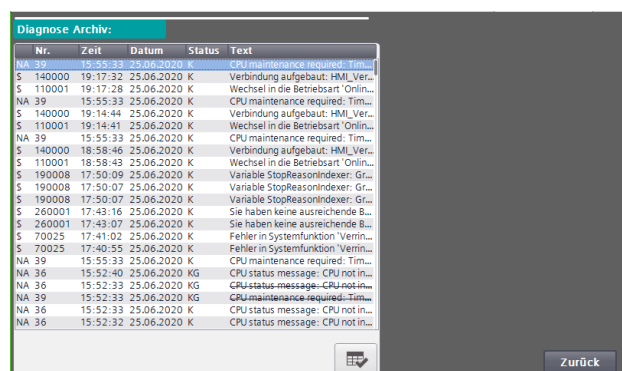 Diagnose Archiv:
Nr. Zeit Datum Status Text
NA 39 15:55:33 25.06.2020 K CPU maintenance required: Tim...
S 140000 19:17:32 25.06.2020 K Verbindung aufgebaut: HMI_Ver...
S 110001 19:17:28 25.06.2020 K Wechsel in die Betriebsart 'Onlin...
NA 39 15:55:33 25.06.2020 K CPU maintenance required: Tim...
S 140000 19:14:44 25.06.2020 K Verbindung aufgebaut: HMI_Ver...
S 110001 19:14:41 25.06.2020 K Wechsel in die Betriebsart 'Onlin...
NA 39 15:55:33 25.06.2020 K CPU maintenance required: Tim...
S 140000 18:58:46 25.06.2020 K Verbindung aufgebaut: HMI_Ver...
S 110001 18:58:43 25.06.2020 K Wechsel in die Betriebsart 'Onlin...
S 190008 17:50:09 25.06.2020 K Variable StopReasonIndexer: Gr...
S 190008 17:50:07 25.06.2020 K Variable StopReasonIndexer: Gr...
S 190008 17:50:07 25.06.2020 K Variable StopReasonIndexer: Gr...
S 260001 17:43:16 25.06.2020 K Sie haben keine ausreichende B...
S 260001 17:43:07 25.06.2020 K Sie haben keine ausreichende B...
S 70025 17:41:02 25.06.2020 K Fehler in Systemfunktion 'Verrin...
S 70025 17:40:55 25.06.2020 K Fehler in Systemfunktion 'Verrin...
NA 39 15:55:33 25.06.2020 K CPU maintenance required: Tim...
NA 36 15:52:40 25.06.2020 KG CPU status message: CPU not in...
NA 36 15:52:33 25.06.2020 KG CPU status message: CPU not in...
NA 39 15:52:33 25.06.2020 KG CPU maintenance required: Tim...
NA 36 15:52:33 25.06.2020 K CPU status message: CPU not in...
NA 36 15:52:32 25.06.2020 K CPU status message: CPU not in...
Zurück